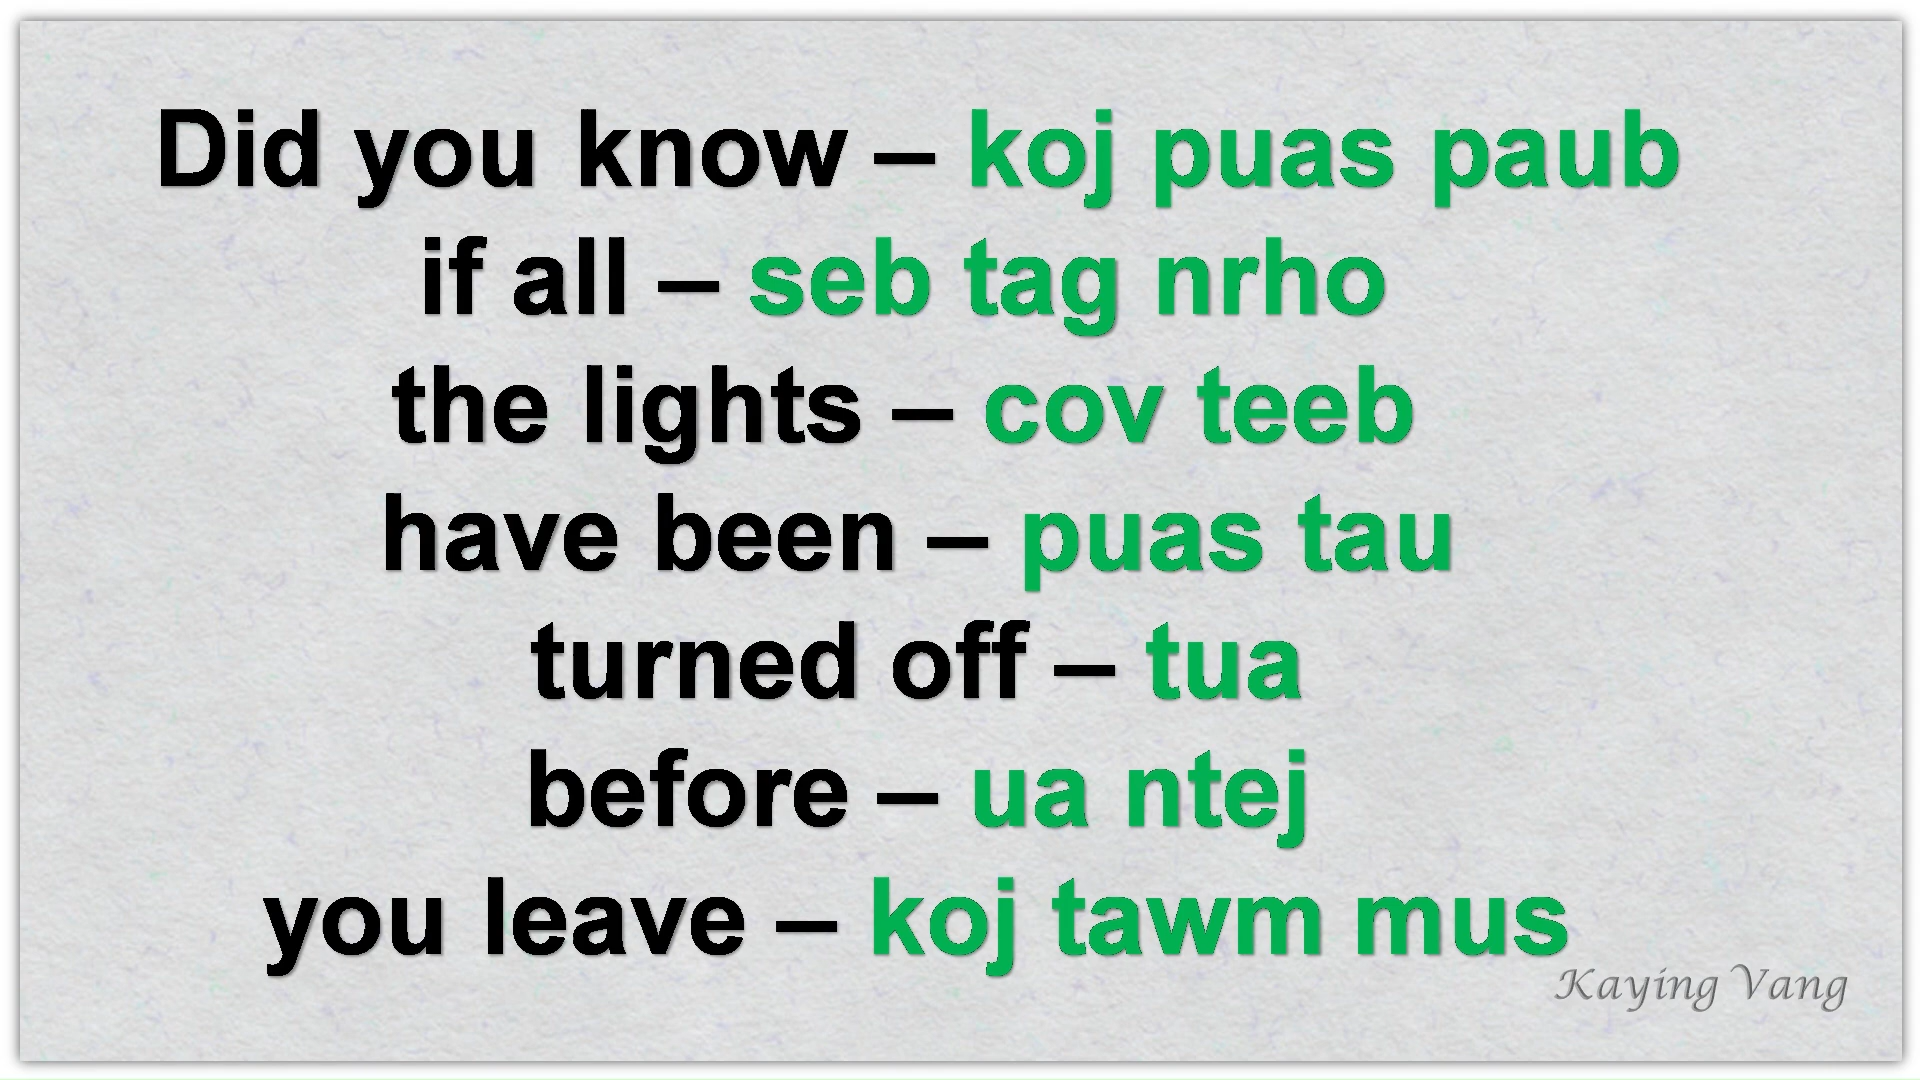 Did you know – koj puas paub
if all – seb tag nrho
the lights – cov teeb
have been – puas tau
turned off – tua
before – ua ntej
you leave – koj tawm mus
Kaying Vang